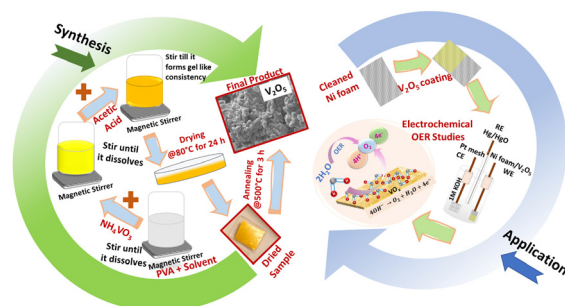 Synthesis
Stir till it
forms gel like
consistency
Acetic
Acid
Magnetic Stirrer
Stir until
it dissolves
Magnetic Stirrer
NH₄VO₃
Stir until
it dissolves
Magnetic Stirrer
PVA + Solvent
Drying
@80°C for 24 h
Dried
Sample
Annealing
@500°C for 3 h
Final Product
V₂O₅
Cleaned
Ni foam
V₂O₅ coating
Electrochemical
OER Studies
RE
Hg/HgO
Pt mesh
CE
Ni foam/V₂O₅
WE
1M KOH
2H₂O
OER
4H⁺
O₂
4e⁻
4OH⁻ → O₂ + H₂O + 4e⁻
Application